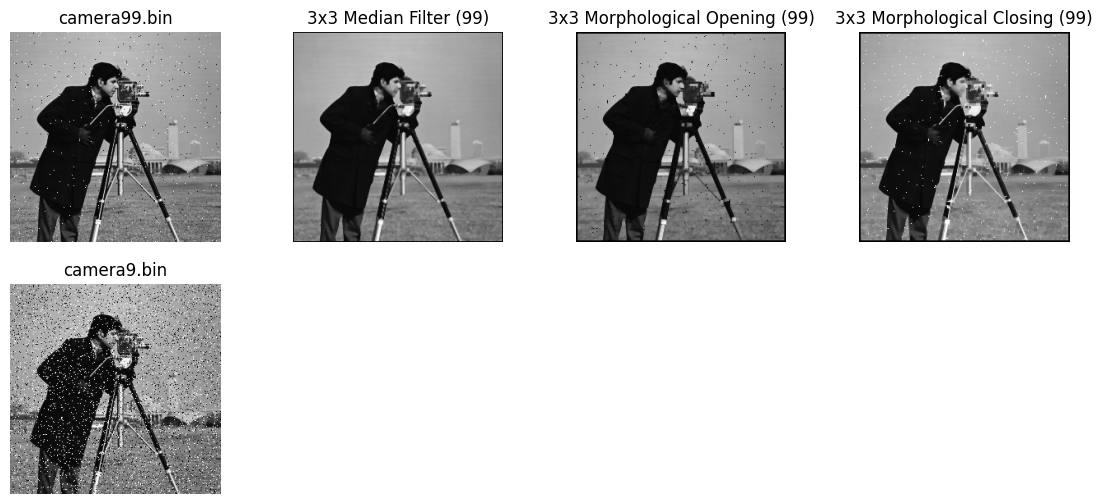 camera99.bin
3x3 Median Filter (99)
3x3 Morphological Opening (99)
3x3 Morphological Closing (99)
camera9.bin